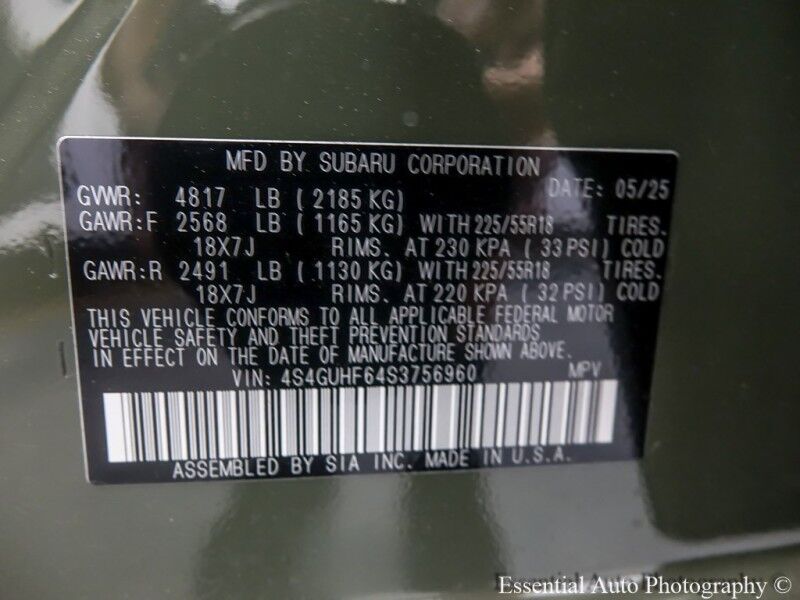 MFD BY SUBARU CORPORATION
DATE: 05/25
GVWR: 4817 LB ( 2185 KG)
GAWR:F 2568 LB ( 1165 KG) WITH 225/55R18 TIRES.
18X7J RIMS. AT 230 KPA ( 33 PSI) COLD
GAWR:R 2491 LB ( 1130 KG) WITH 225/55R18 TIRES.
18X7J RIMS. AT 220 KPA ( 32 PSI) COLD
THIS VEHICLE CONFORMS TO ALL APPLICABLE FEDERAL MOTOR
VEHICLE SAFETY AND THEFT PREVENTION STANDARDS
IN EFFECT ON THE DATE OF MANUFACTURE SHOWN ABOVE.
VIN: 4S4GUHF64S3756960 MPV
ASSEMBLED BY SIA INC. MADE IN U.S.A.
Essential Auto Photography ©